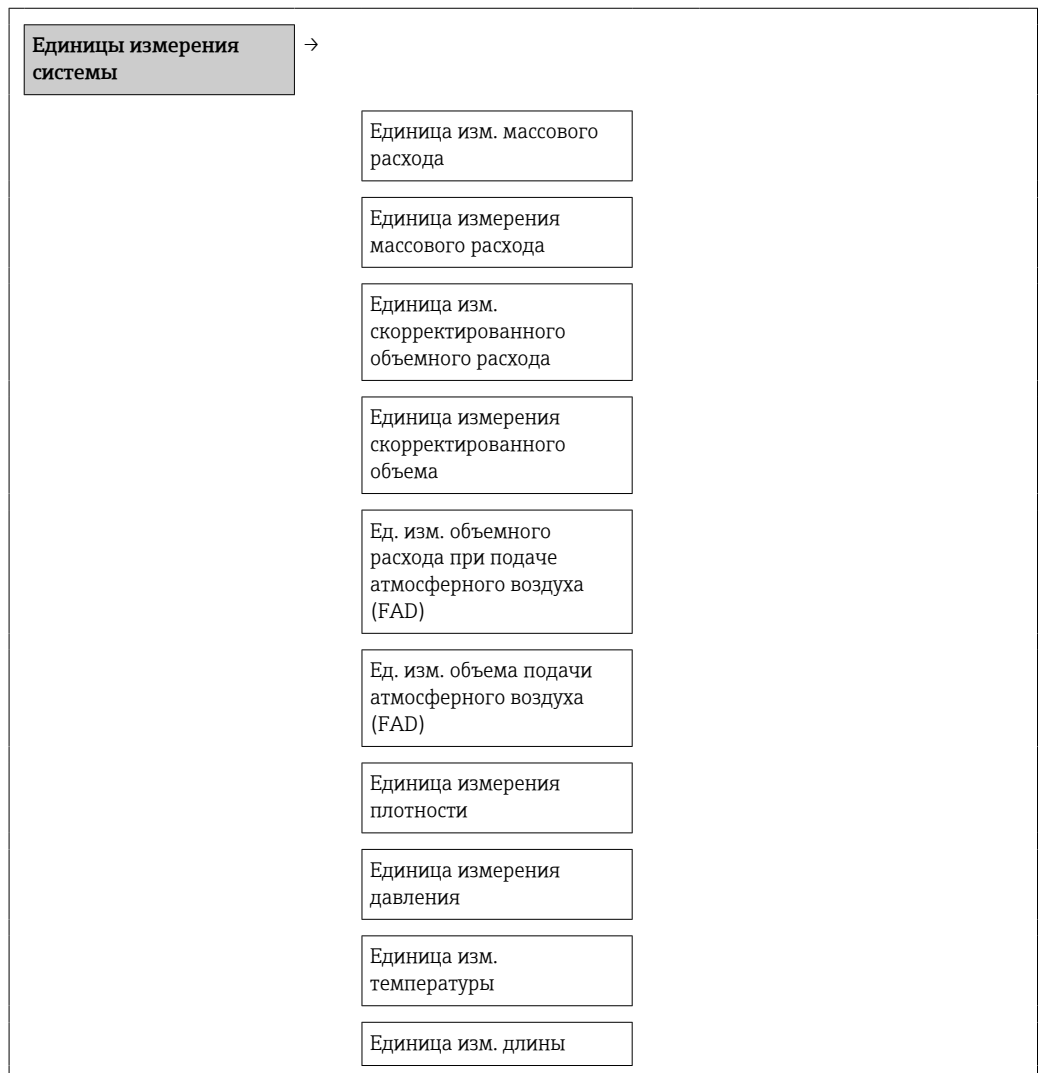 Единицы измерения →
системы
Единица изм. массового
расхода
Единица измерения
массового расхода
Единица изм.
скорректированного
объемного расхода
Единица измерения
скорректированного
объема
Ед. изм. объемного
расхода при подаче
атмосферного воздуха
(FAD)
Ед. изм. объема подачи
атмосферного воздуха
(FAD)
Единица измерения
плотности
Единица измерения
давления
Единица изм.
температуры
Единица изм. длины